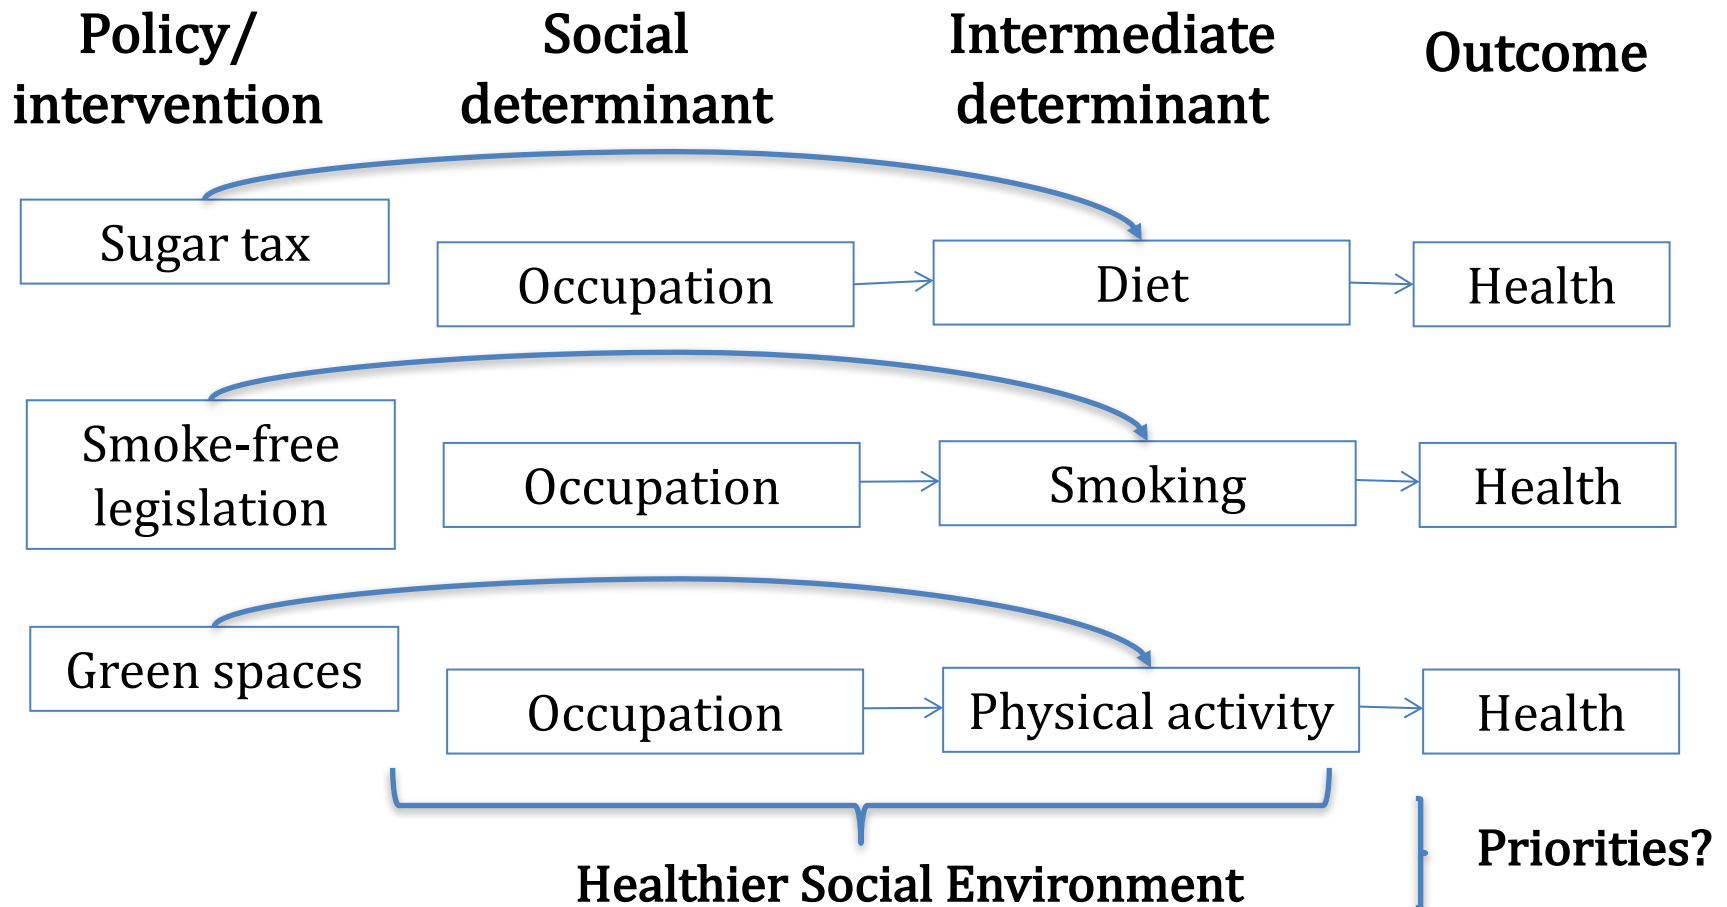 Policy/
intervention
Social
determinant
Intermediate
determinant
Outcome
Sugar tax
Occupation
Diet
Health
Smoke-free
legislation
Occupation
Smoking
Health
Green spaces
Occupation
Physical activity
Health
Healthier Social Environment
Priorities?